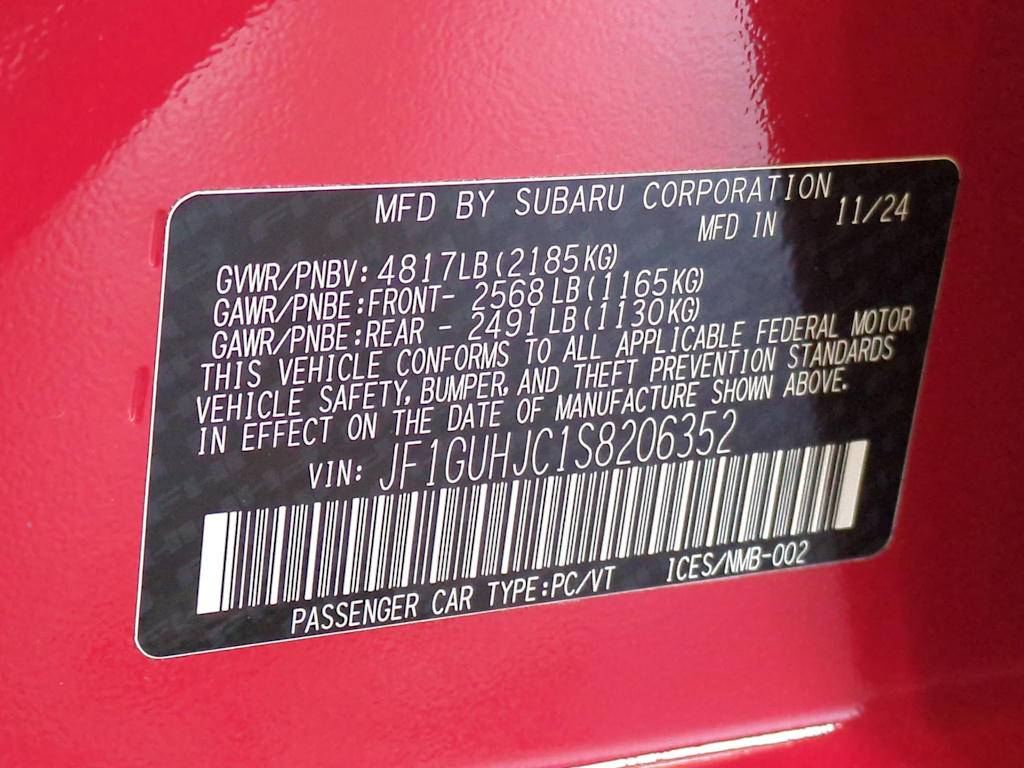 MFD BY SUBARU CORPORATION
MFD IN 11/24
GVWR/PNBV: 4817LB(2185KG)
GAWR/PNBE:FRONT- 2568LB(1165KG)
GAWR/PNBE:REAR - 2491LB(1130KG)
THIS VEHICLE CONFORMS TO ALL APPLICABLE FEDERAL MOTOR
VEHICLE SAFETY, BUMPER, AND THEFT PREVENTION STANDARDS
IN EFFECT ON THE DATE OF MANUFACTURE SHOWN ABOVE.
VIN: JF1GUHJC1S8206352
PASSENGER CAR TYPE:PC/VT ICES/NMB-002